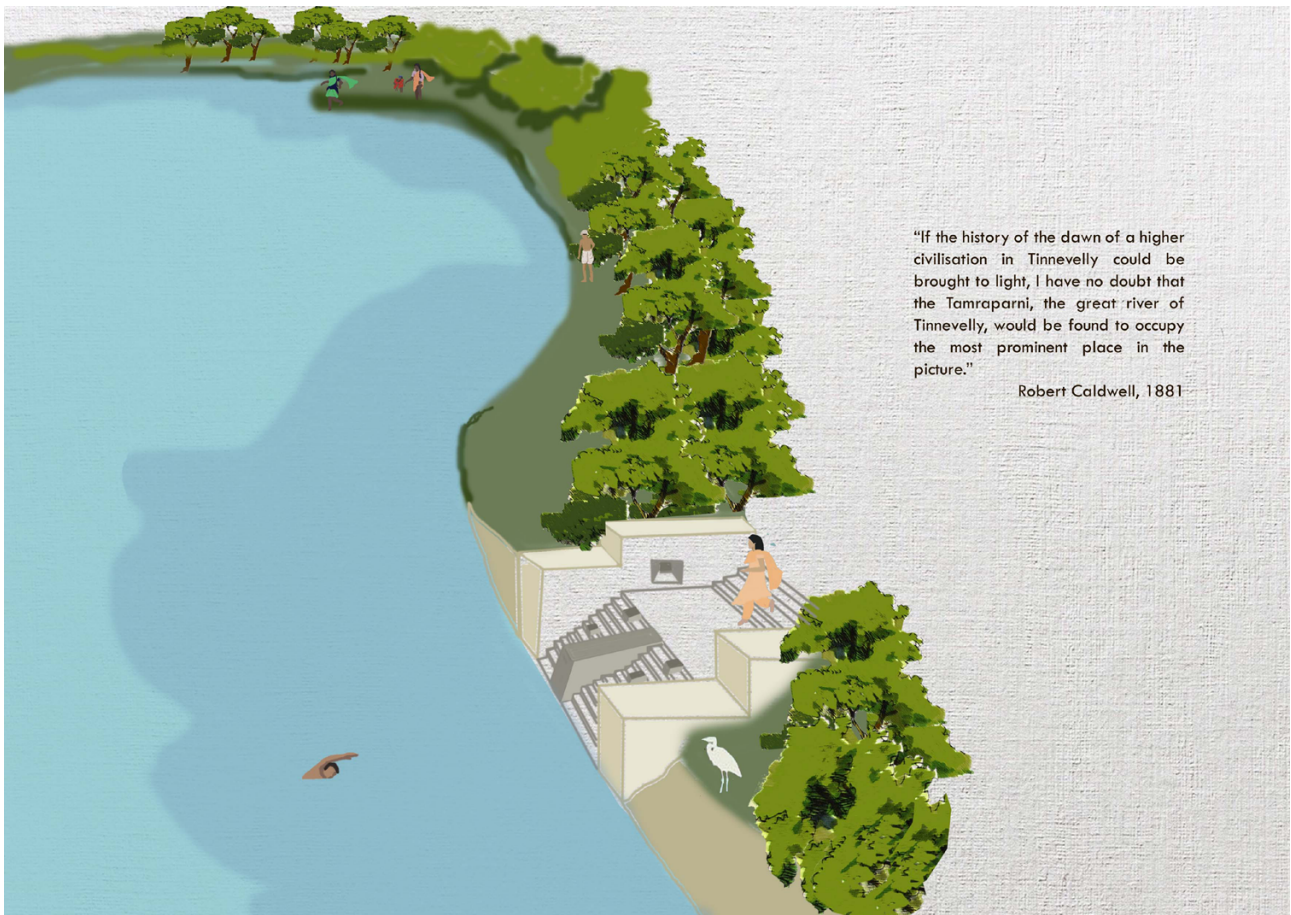 “If the history of the dawn of a higher
civilisation in Tinnevelly could be
brought to light, I have no doubt that
the Tamraparni, the great river of
Tinnevelly, would be found to occupy
the most prominent place in the
picture.”
Robert Caldwell, 1881